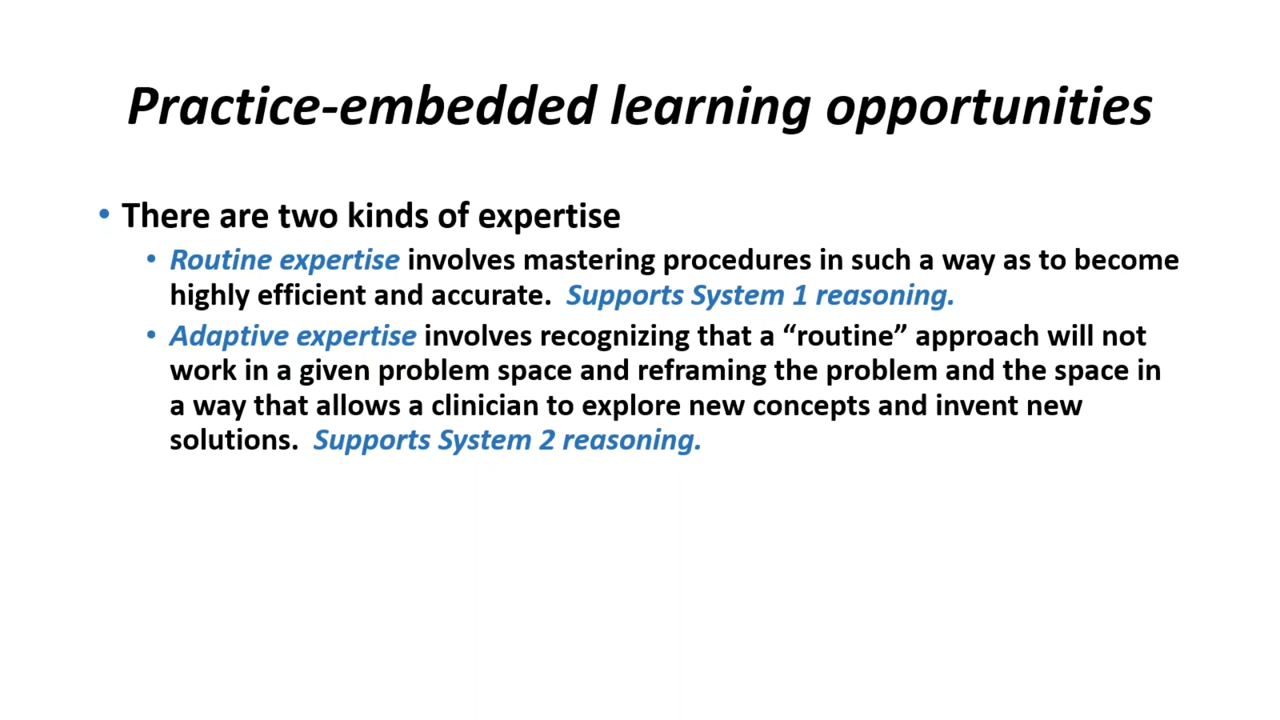 Practice-embedded learning opportunities
• There are two kinds of expertise
• Routine expertise involves mastering procedures in such a way as to become
highly efficient and accurate.  Supports System 1 reasoning.
• Adaptive expertise involves recognizing that a “routine” approach will not
work in a given problem space and reframing the problem and the space in
a way that allows a clinician to explore new concepts and invent new
solutions.  Supports System 2 reasoning.